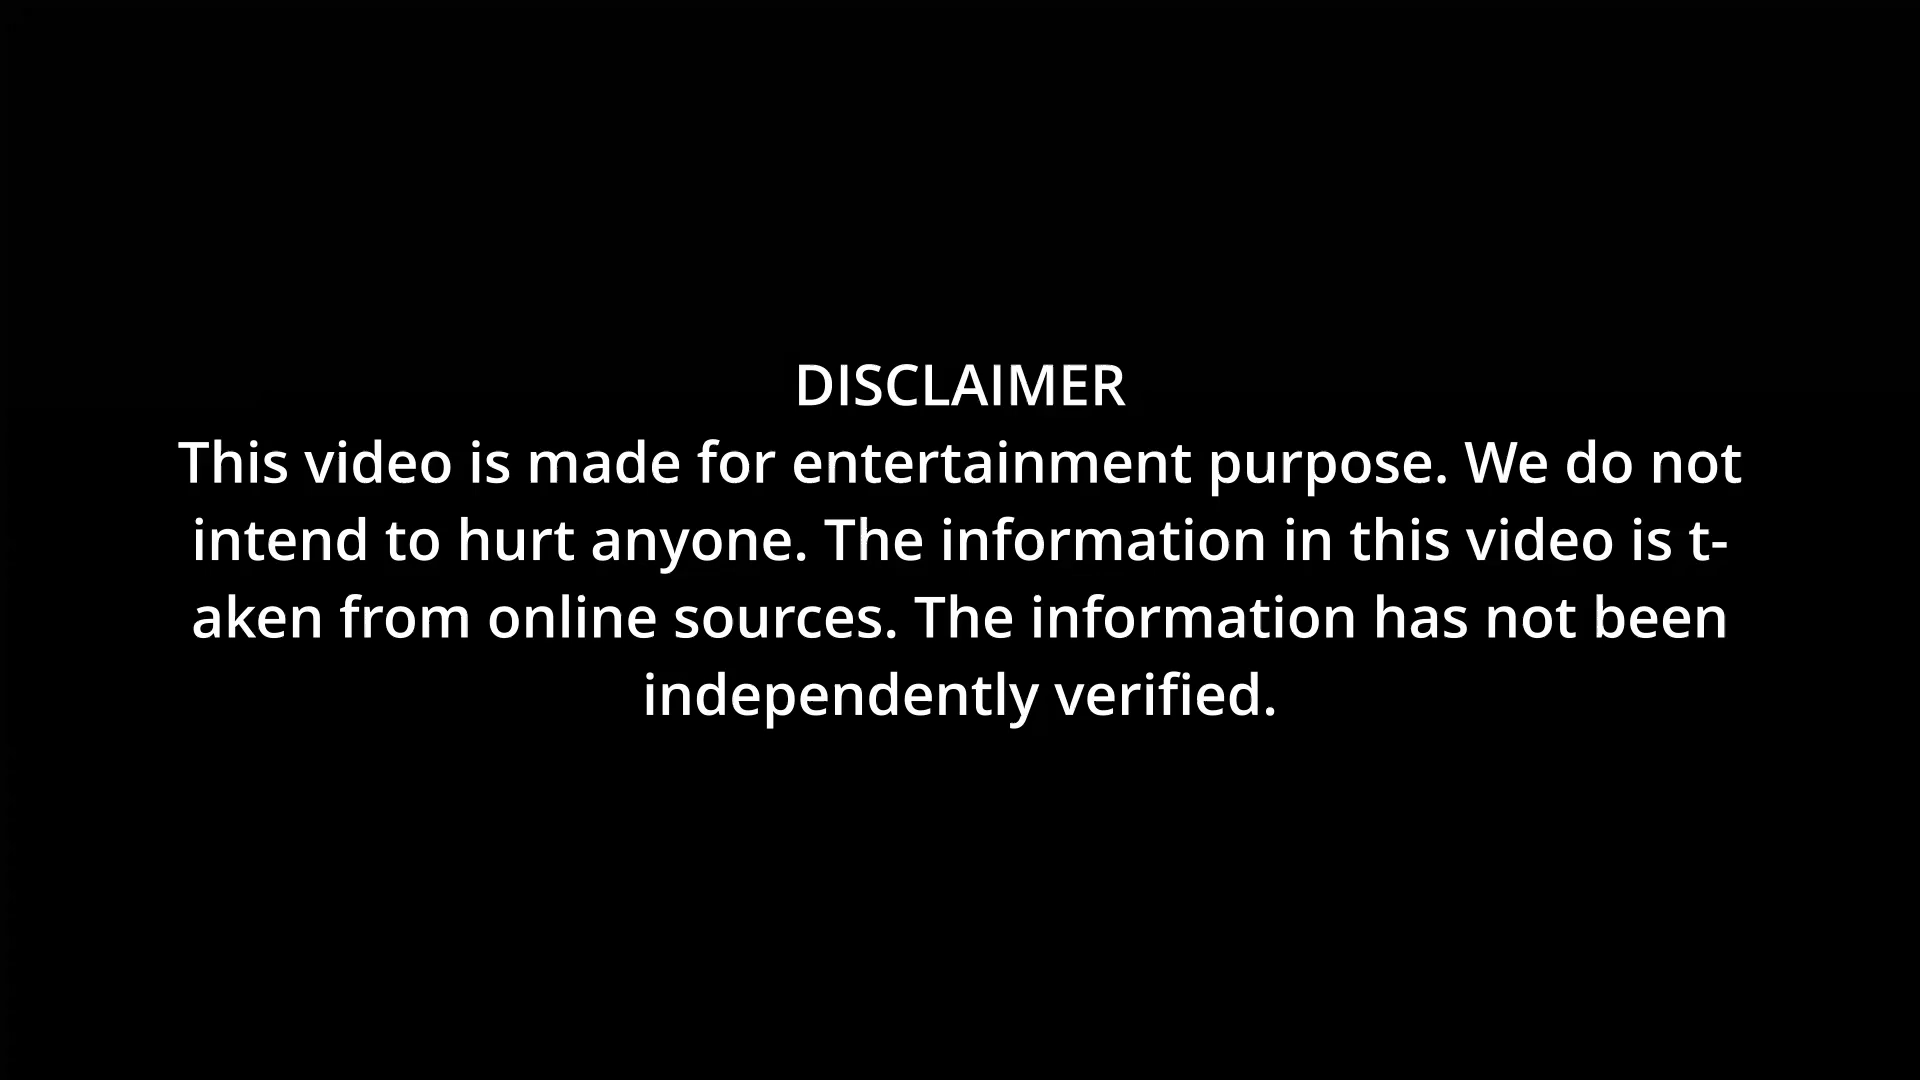 DISCLAIMER
This video is made for entertainment purpose. We do not
intend to hurt anyone. The information in this video is t-
aken from online sources. The information has not been
independently verified.